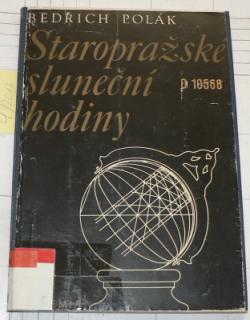 BEDŘICH POLÁK
Staropražské
sluneční
hodiny
D 10568